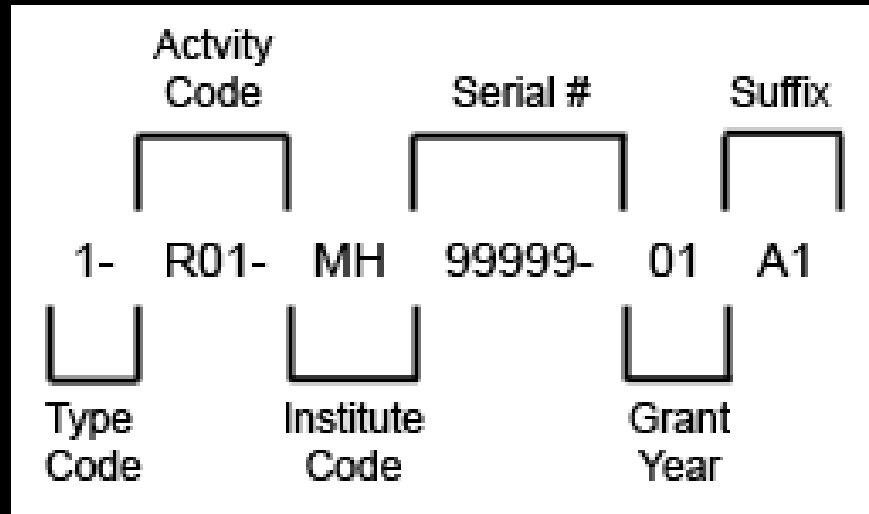 Actvity
Code
Serial #
Suffix
1- R01- MH 99999- 01 A1
Type
Code
Institute
Code
Grant
Year